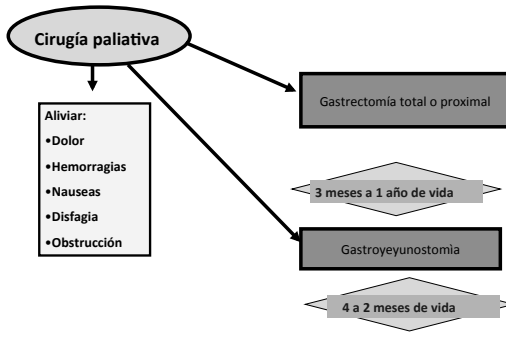 Cirugía paliativa
Aliviar:
•Dolor
•Hemorragias
•Nauseas
•Disfagia
•Obstrucción
Gastrectomía total o proximal
3 meses a 1 año de vida
Gastroyeyunostomìa
4 a 2 meses de vida